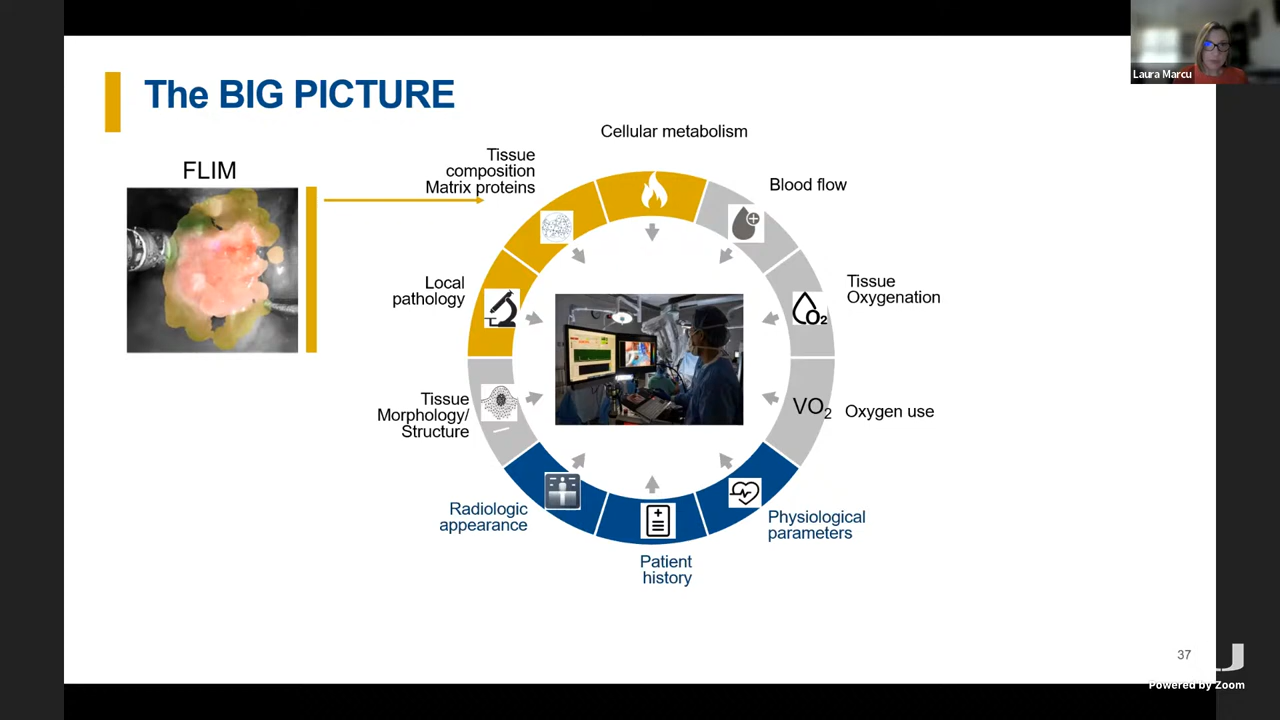 Laura Marcu
The BIG PICTURE
FLIM
Cellular metabolism
Tissue
composition
Matrix proteins
Blood flow
Local
pathology
Tissue
Oxygenation
O2
Tissue
Morphology/
Structure
VO2
Oxygen use
Radiologic
appearance
Physiological
parameters
Patient
history
37
Powered by Zoom